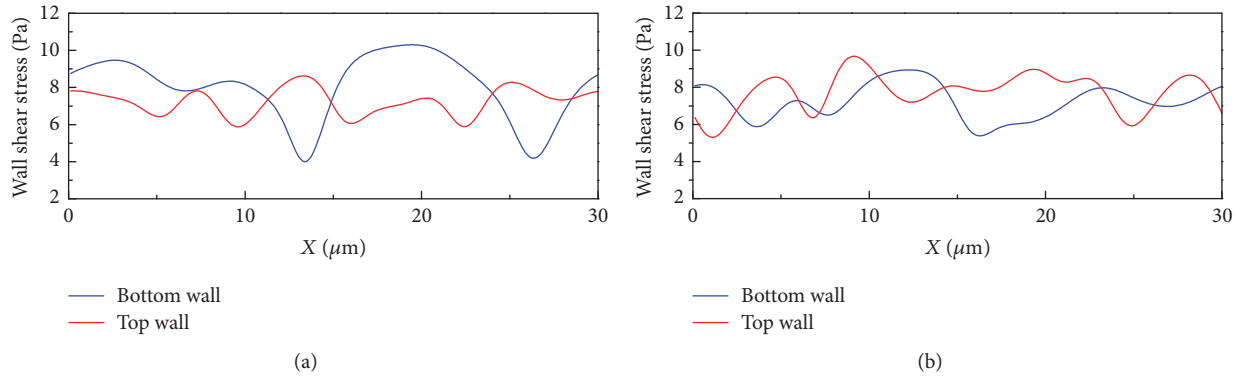 12
10
8
6
4
2
Wall shear stress (Pa)
0 10 20 30
X (μm)
Bottom wall
Top wall
(a)
12
10
8
6
4
2
Wall shear stress (Pa)
0 10 20 30
X (μm)
Bottom wall
Top wall
(b)